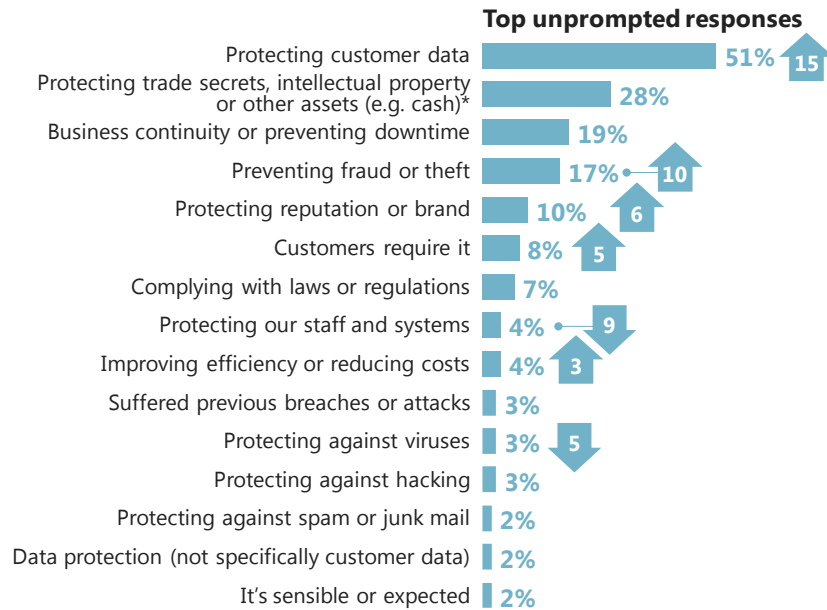 Top unprompted responses
Protecting customer data 51% 15
Protecting trade secrets, intellectual property
or other assets (e.g. cash)* 28%
Business continuity or preventing downtime 19%
Preventing fraud or theft 17% 10
Protecting reputation or brand 10% 6
Customers require it 8% 5
Complying with laws or regulations 7%
Protecting our staff and systems 4% 9
Improving efficiency or reducing costs 4% 3
Suffered previous breaches or attacks 3%
Protecting against viruses 3% 5
Protecting against hacking 3%
Protecting against spam or junk mail 2%
Data protection (not specifically customer data) 2%
It's sensible or expected 2%